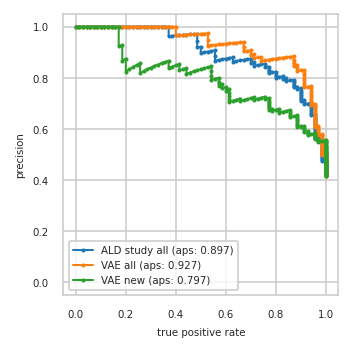 1.0
0.8
0.6
0.4
0.2
0.0
precision
ALD study all (aps: 0.897)
VAE all (aps: 0.927)
VAE new (aps: 0.797)
0.0 0.2 0.4 0.6 0.8 1.0
true positive rate